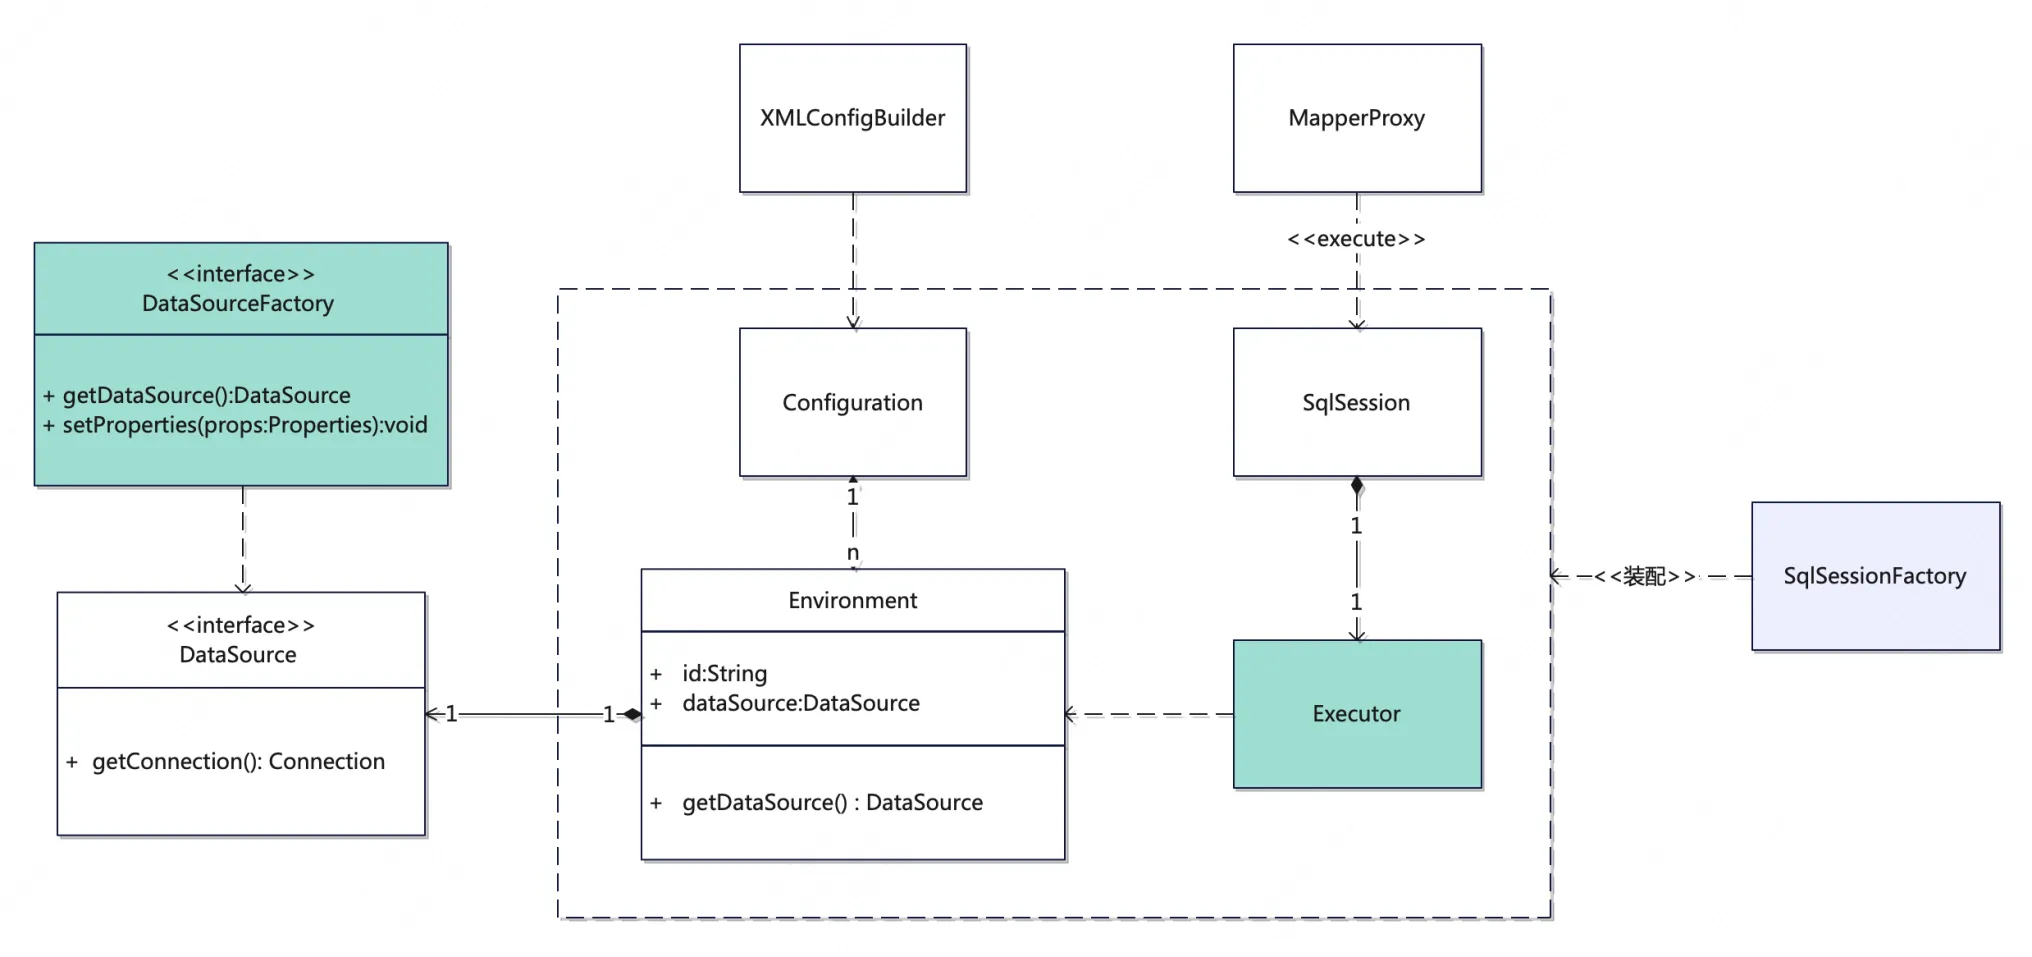 XMLConfigBuilder
MapperProxy
<<execute>>
<<interface>>
DataSourceFactory
+ getDataSource():DataSource
+ setProperties(props:Properties):void
Configuration
SqlSession
1
n
1
1
<<interface>>
DataSource
+ getConnection(): Connection
1
1
Environment
+ id:String
+ dataSource:DataSource
+ getDataSource() : DataSource
Executor
<<装配>>
SqlSessionFactory